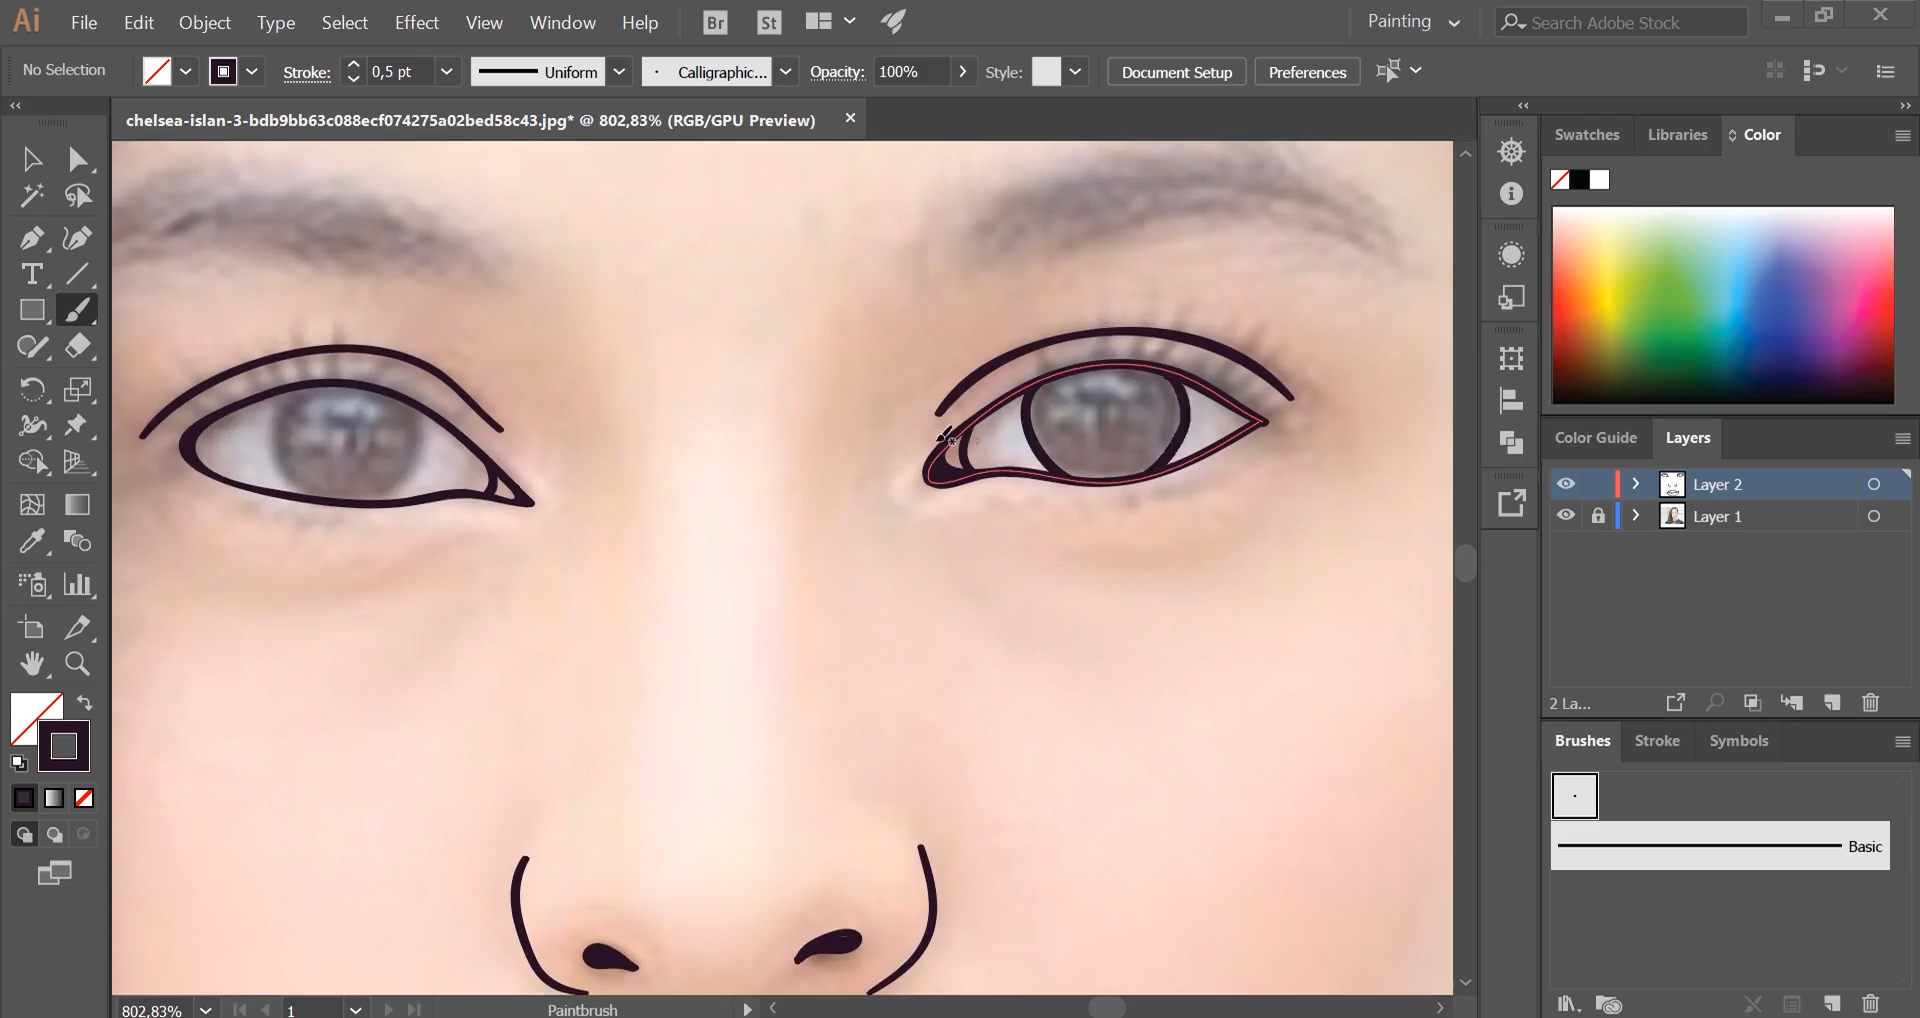 Ai File Edit Object Type Select Effect View Window Help Br St Painting Search Adobe Stock
No Selection Stroke: 0,5 pt Uniform Calligraphic... Opacity: 100% Style: Document Setup Preferences
chelsea-islan-3-bdb9bb63c088ecf074275a02bed58c43.jpg* @ 802,83% (RGB/GPU Preview)
Swatches Libraries Color
Color Guide Layers
Layer 2
Layer 1
2 La...
Brushes Stroke Symbols
Basic
802,83% 1 Paintbrush